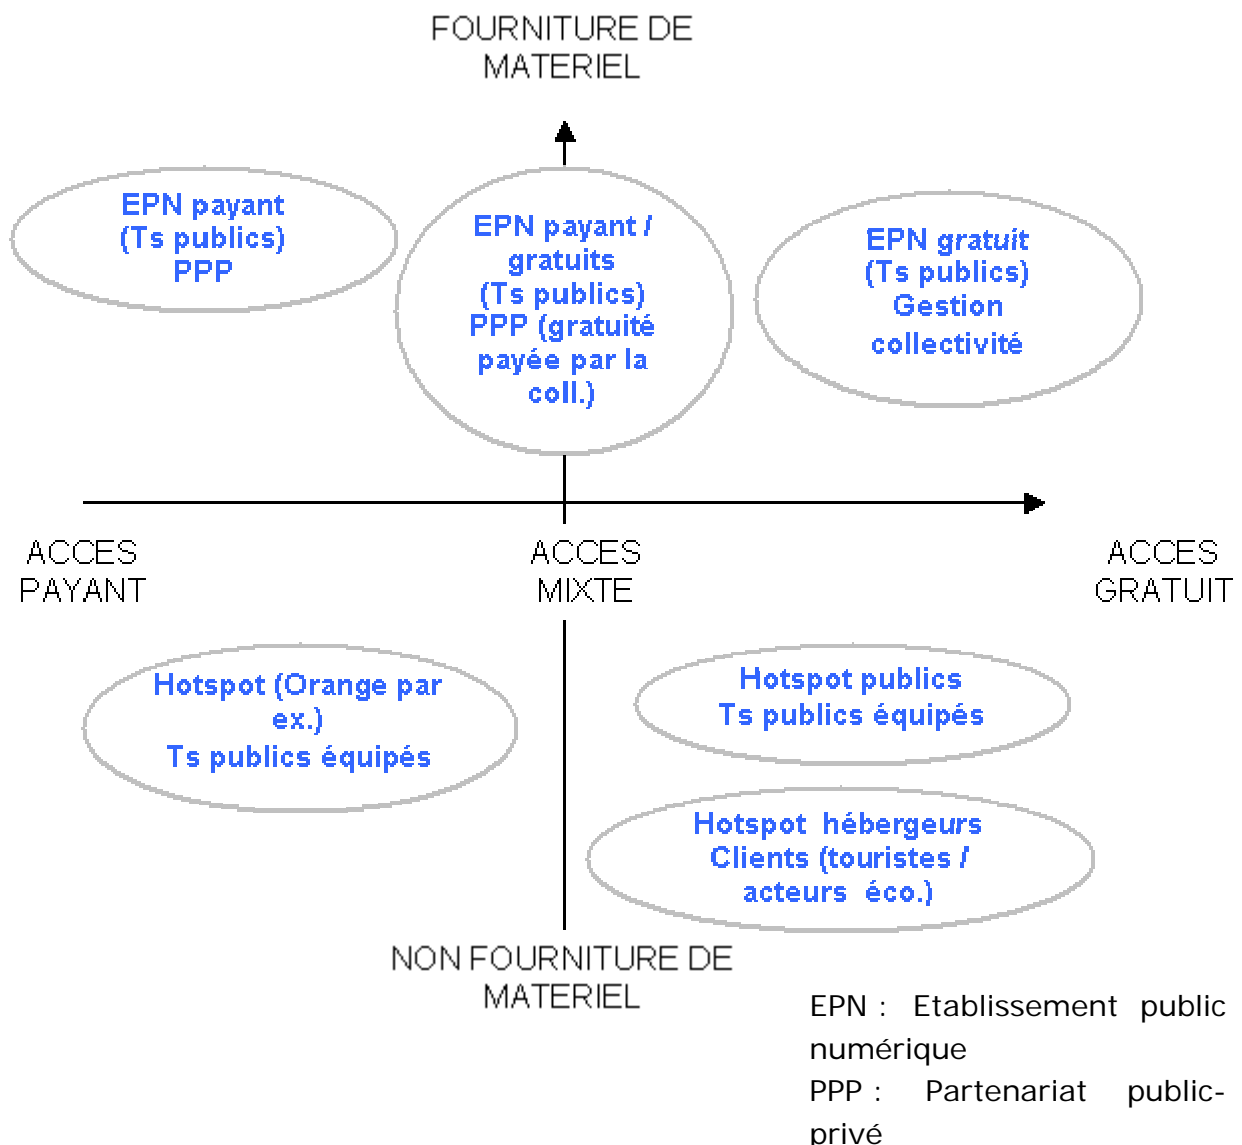 FOURNITURE DE
MATERIEL
EPN payant
(Ts publics)
PPP
EPN payant /
gratuits
(Ts publics)
PPP (gratuité
payée par la
coll.)
EPN gratuit
(Ts publics)
Gestion
collectivité
ACCES
PAYANT
ACCES
MIXTE
ACCES
GRATUIT
Hotspot (Orange par
ex.)
Ts publics équipés
Hotspot publics
Ts publics équipés
Hotspot hébergeurs
Clients (touristes /
acteurs éco.)
NON FOURNITURE DE
MATERIEL
EPN : Etablissement public
numérique
PPP : Partenariat public-
privé